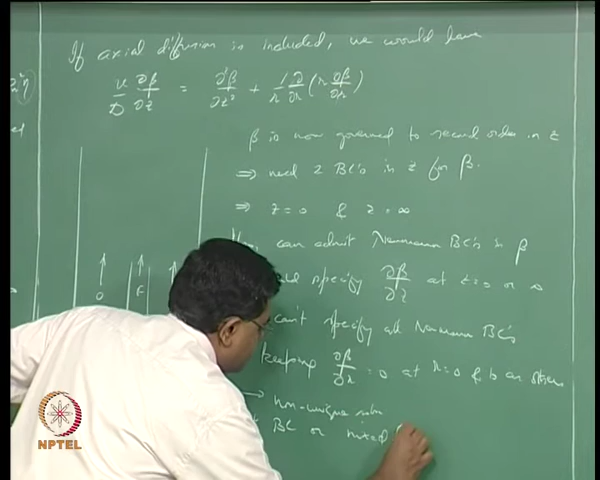 If axial diffusion is included, we would have
u/D ∂β/∂z = ∂²β/∂z² + 1/r ∂/∂r (r ∂β/∂r)
β is now governed to second order in z
⇒ need 2 BC's in z for β.
⇒ z=0 & z=∞
can admit Neumann BC's in β
specify ∂β/∂z at z=0 or ∞
can't specify all Neumann BC's
keeping ∂β/∂r = 0 at r=0 & b as
→ non-unique soln
BC or mixed
O
F
NPTEL